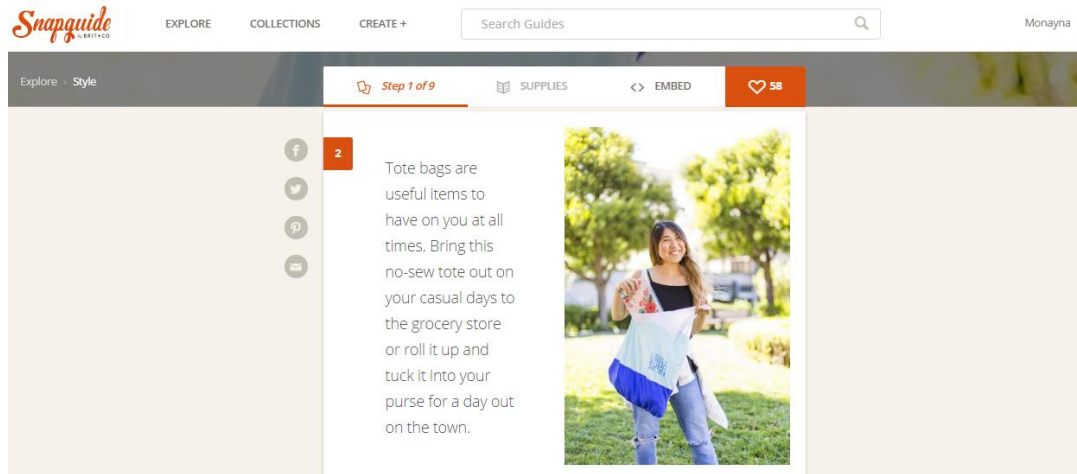 Snapguide
by BRIT+CO
EXPLORE
COLLECTIONS
CREATE +
Search Guides
Monayna
Explore › Style
Step 1 of 9
SUPPLIES
<> EMBED
58
2
Tote bags are
useful items to
have on you at all
times. Bring this
no-sew tote out on
your casual days to
the grocery store
or roll it up and
tuck it into your
purse for a day out
on the town.